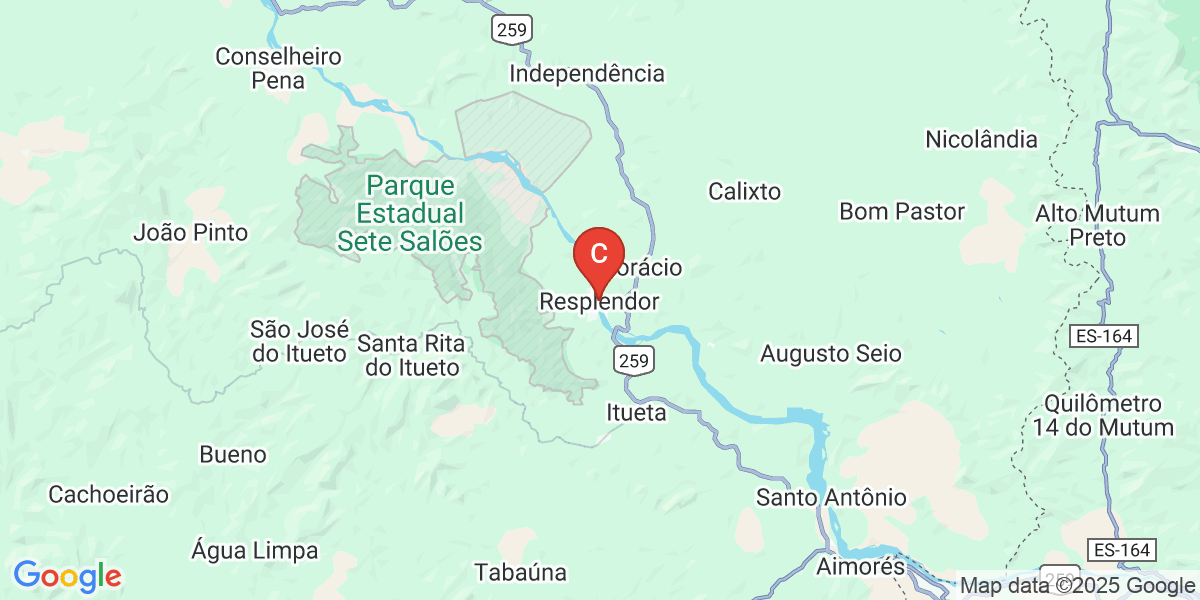 259
Conselheiro
Pena
Independência
Nicolândia
Parque
Estadual
Sete Salões
Calixto
Bom Pastor
Alto Mutum
Preto
João Pinto
C
orácio
Resplendor
São José
do Itueto
Santa Rita
do Itueto
259
Augusto Seio
ES-164
Itueta
Quilômetro
14 do Mutum
Bueno
Cachoeirão
Santo Antônio
Água Limpa
Tabaúna
Aimorés
ES-164
259
Google
Map data ©2025 Google